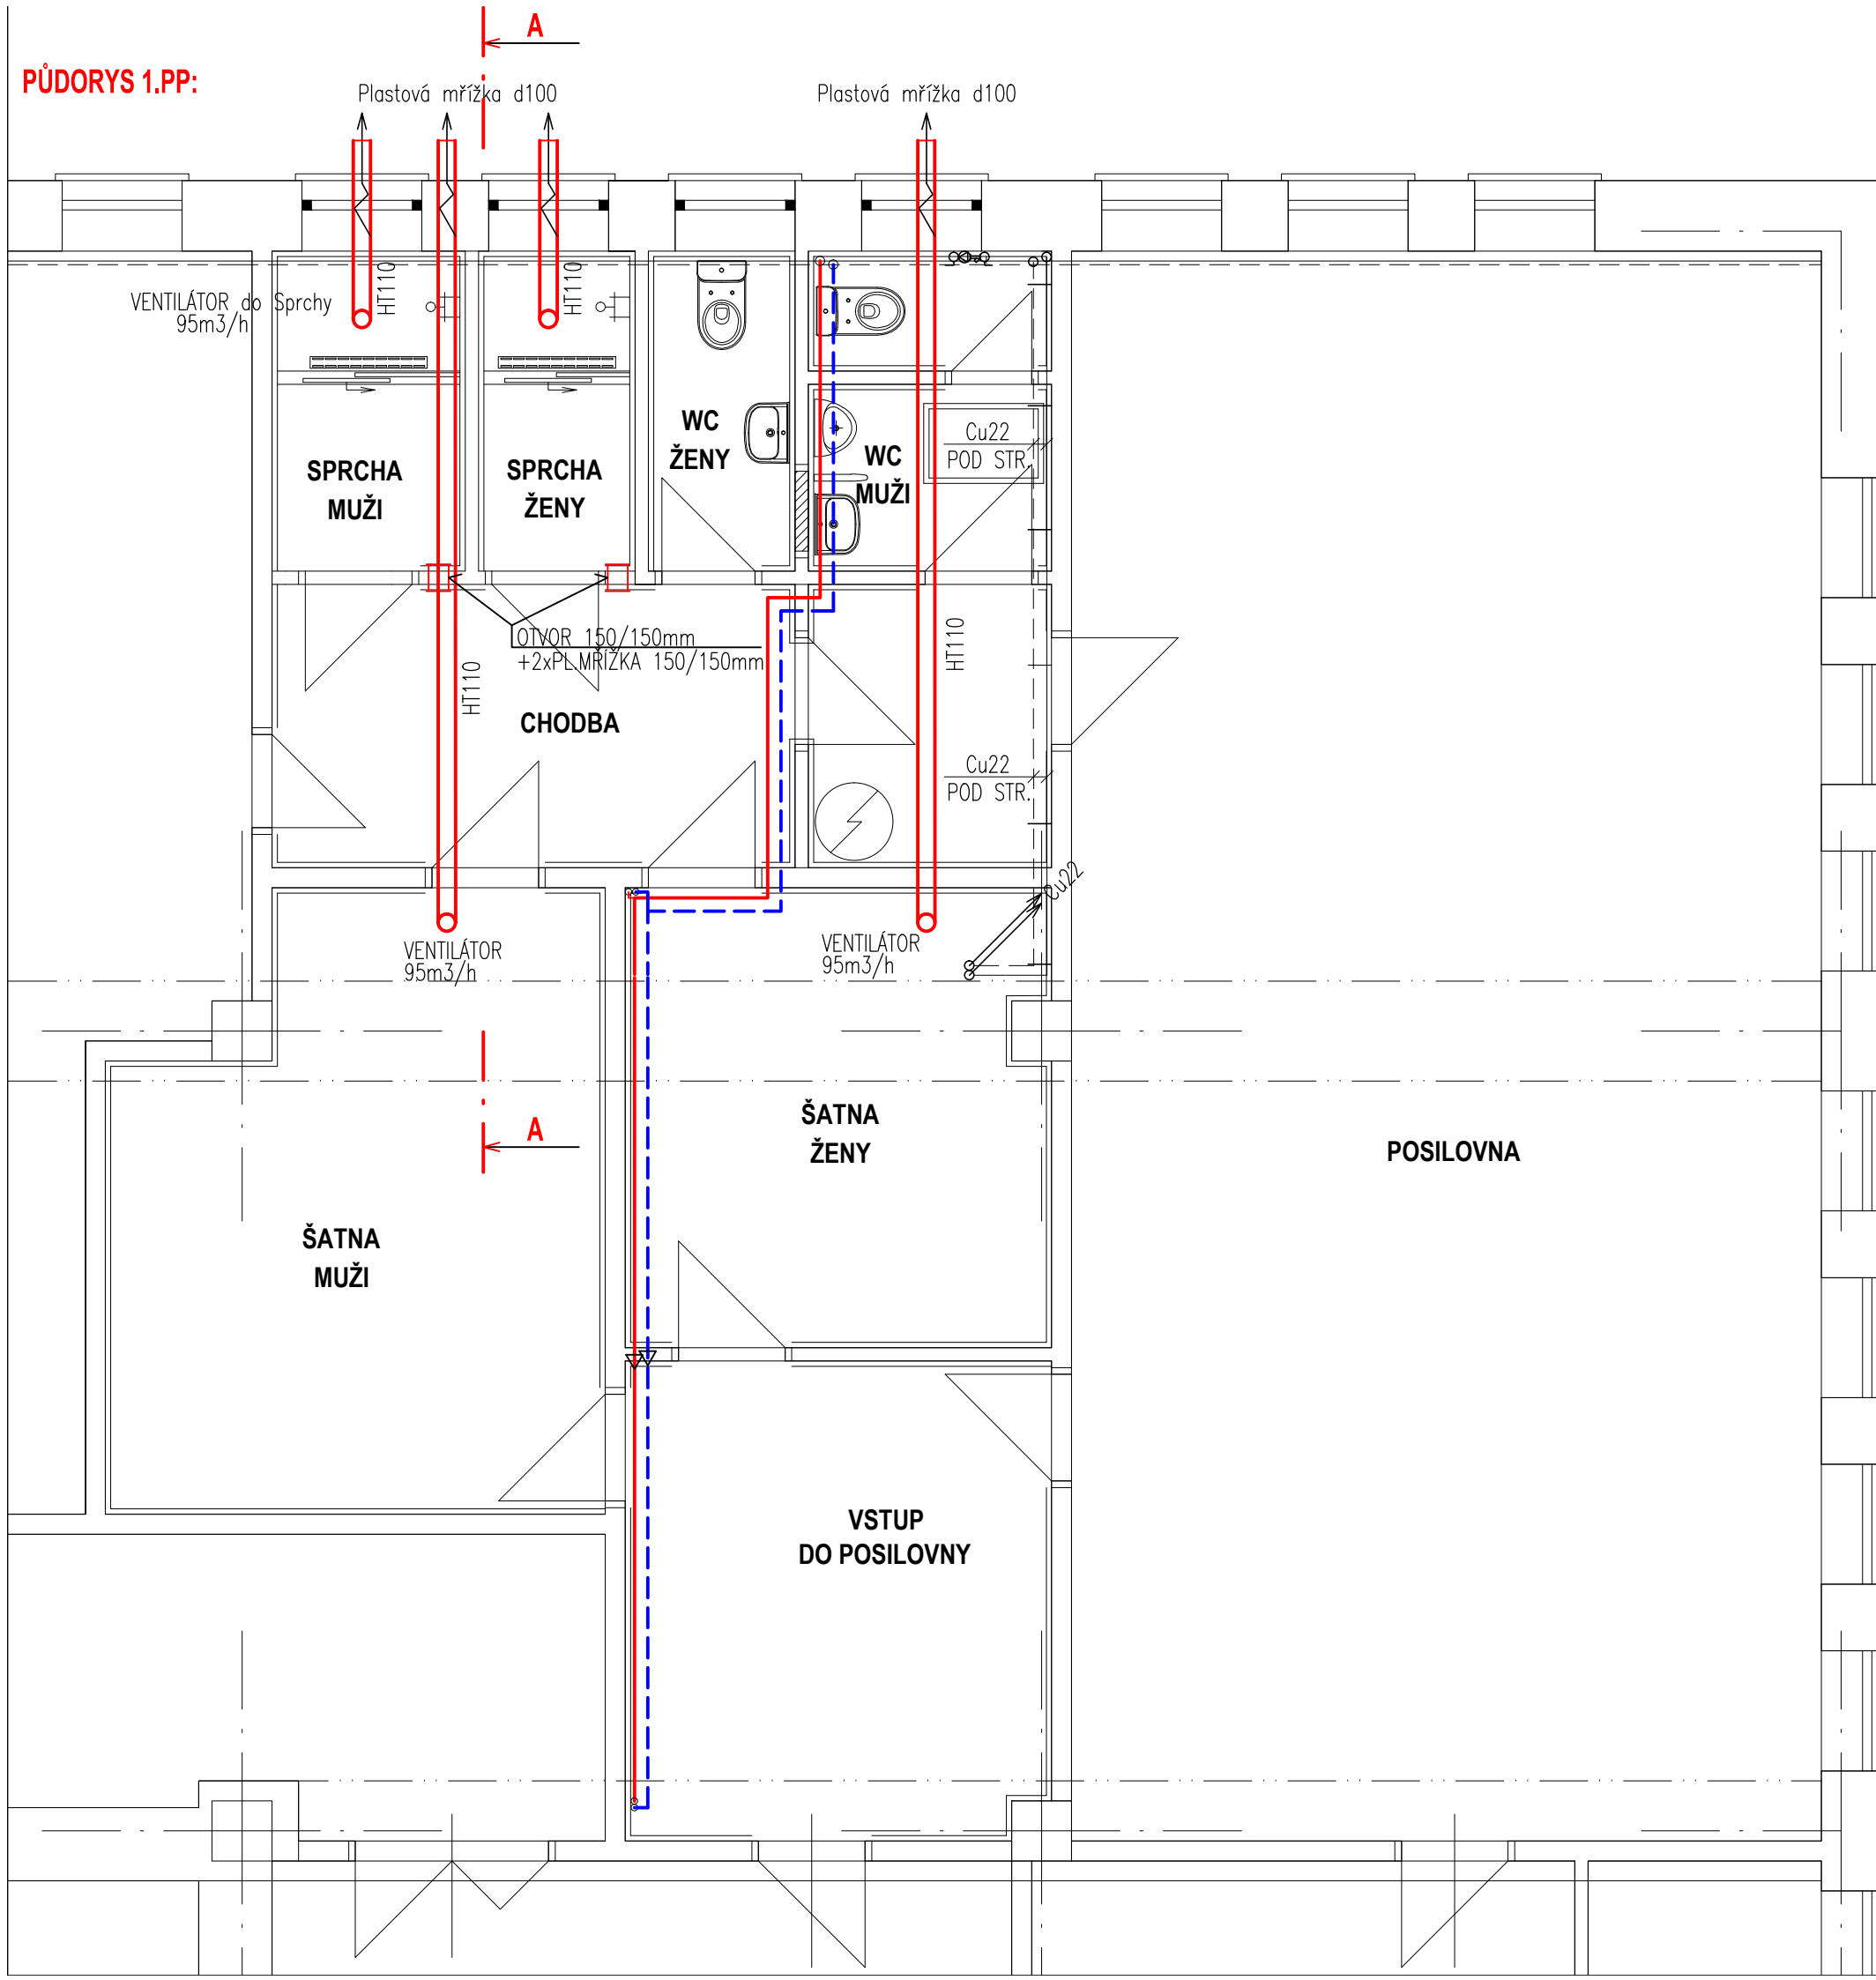 A
PŮDORYS 1.PP:
Plastová mřížka d100
Plastová mřížka d100
HT110
HT110
VENTILÁTOR do Sprchy
95m3/h
WC
ŽENY
Cu22
POD STR.
WC
MUŽI
SPRCHA
MUŽI
SPRCHA
ŽENY
OTVOR 150/150mm
+2xPL.MŘÍŽKA 150/150mm
HT110
HT110
CHODBA
Cu22
POD STR.
Cu22
VENTILÁTOR
95m3/h
VENTILÁTOR
95m3/h
ŠATNA
ŽENY
A
POSILOVNA
ŠATNA
MUŽI
VSTUP
DO POSILOVNY